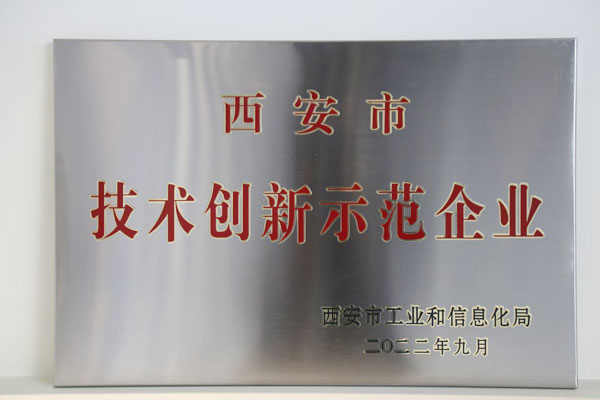 西安市
技术创新示范企业
西安市工业和信息化局
二〇二二年九月